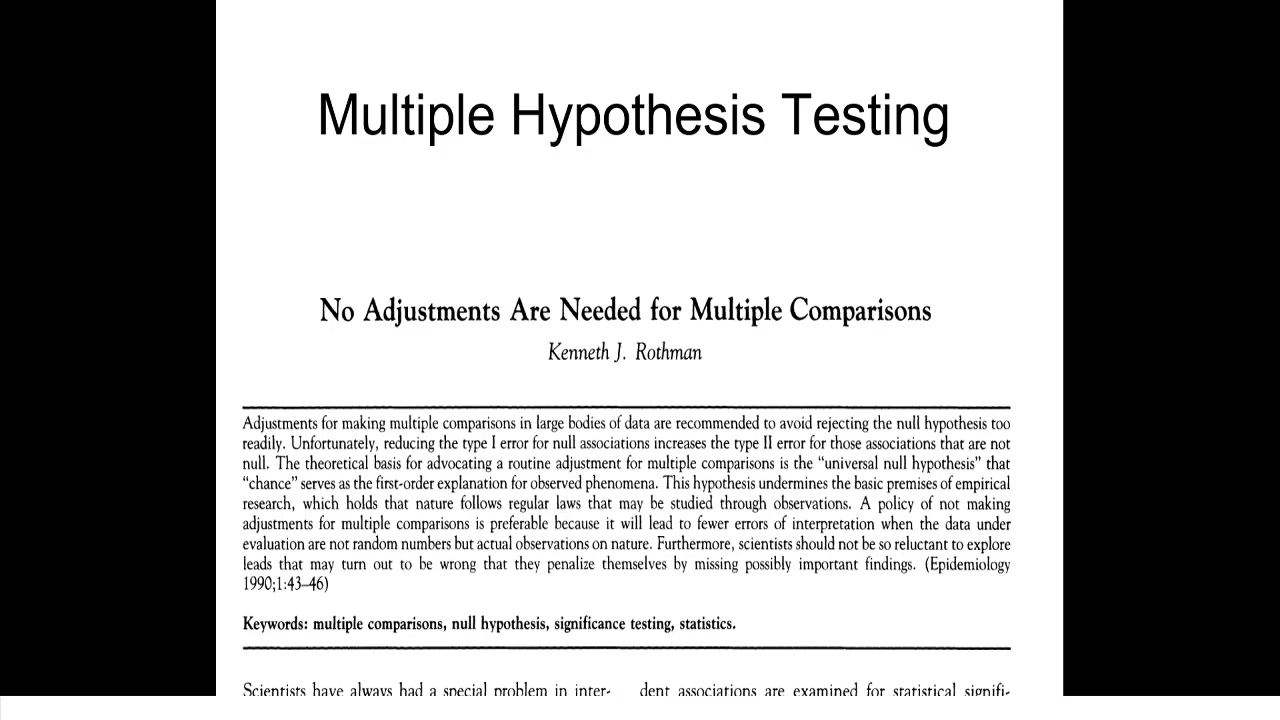 Multiple Hypothesis Testing
No Adjustments Are Needed for Multiple Comparisons
Kenneth J. Rothman
Adjustments for making multiple comparisons in large bodies of data are recommended to avoid rejecting the null hypothesis too
readily. Unfortunately, reducing the type I error for null associations increases the type II error for those associations that are not
null. The theoretical basis for advocating a routine adjustment for multiple comparisons is the “universal null hypothesis” that
“chance” serves as the first-order explanation for observed phenomena. This hypothesis undermines the basic premises of empirical
research, which holds that nature follows regular laws that may be studied through observations. A policy of not making
adjustments for multiple comparisons is preferable because it will lead to fewer errors of interpretation when the data under
evaluation are not random numbers but actual observations on nature. Furthermore, scientists should not be so reluctant to explore
leads that may turn out to be wrong that they penalize themselves by missing possibly important findings. (Epidemiology
1990;1:43–46)
Keywords: multiple comparisons, null hypothesis, significance testing, statistics.
Scientists have always had a special problem in inter-
dent associations are examined for statistical signifi-